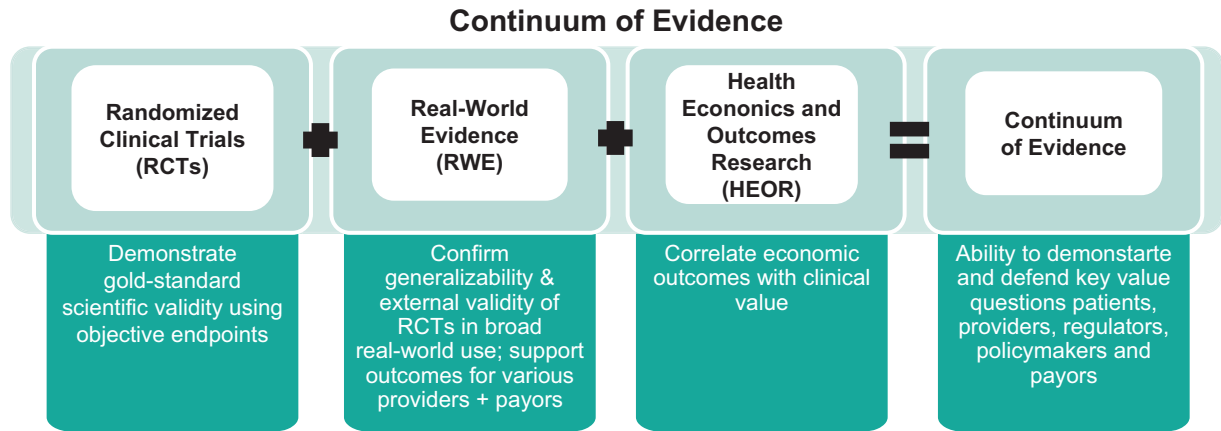 Continuum of Evidence
Randomized
Clinical Trials
(RCTs)
Demonstrate
gold-standard
scientific validity using
objective endpoints
Real-World
Evidence
(RWE)
Confirm
generalizability &
external validity of
RCTs in broad
real-world use; support
outcomes for various
providers + payors
Health
Econonics and
Outcomes
Research
(HEOR)
Correlate economic
outcomes with clinical
value
Continuum
of Evidence
Ability to demonstarte
and defend key value
questions patients,
providers, regulators,
policymakers and
payors